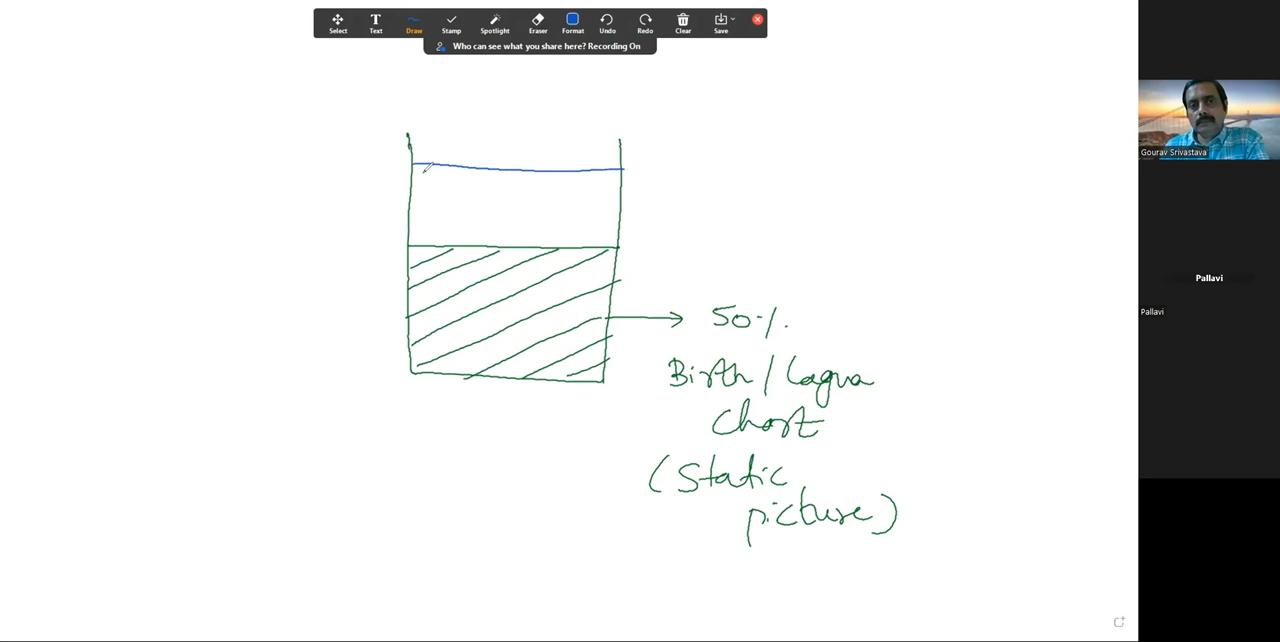 Select Text Draw Stamp Spotlight Eraser Format Undo Redo Clear Save
Who can see what you share here? Recording On
Gourav Srivastava
Pallavi
Pallavi
50%.
Birth / Lagna
Chart
(Static
picture)